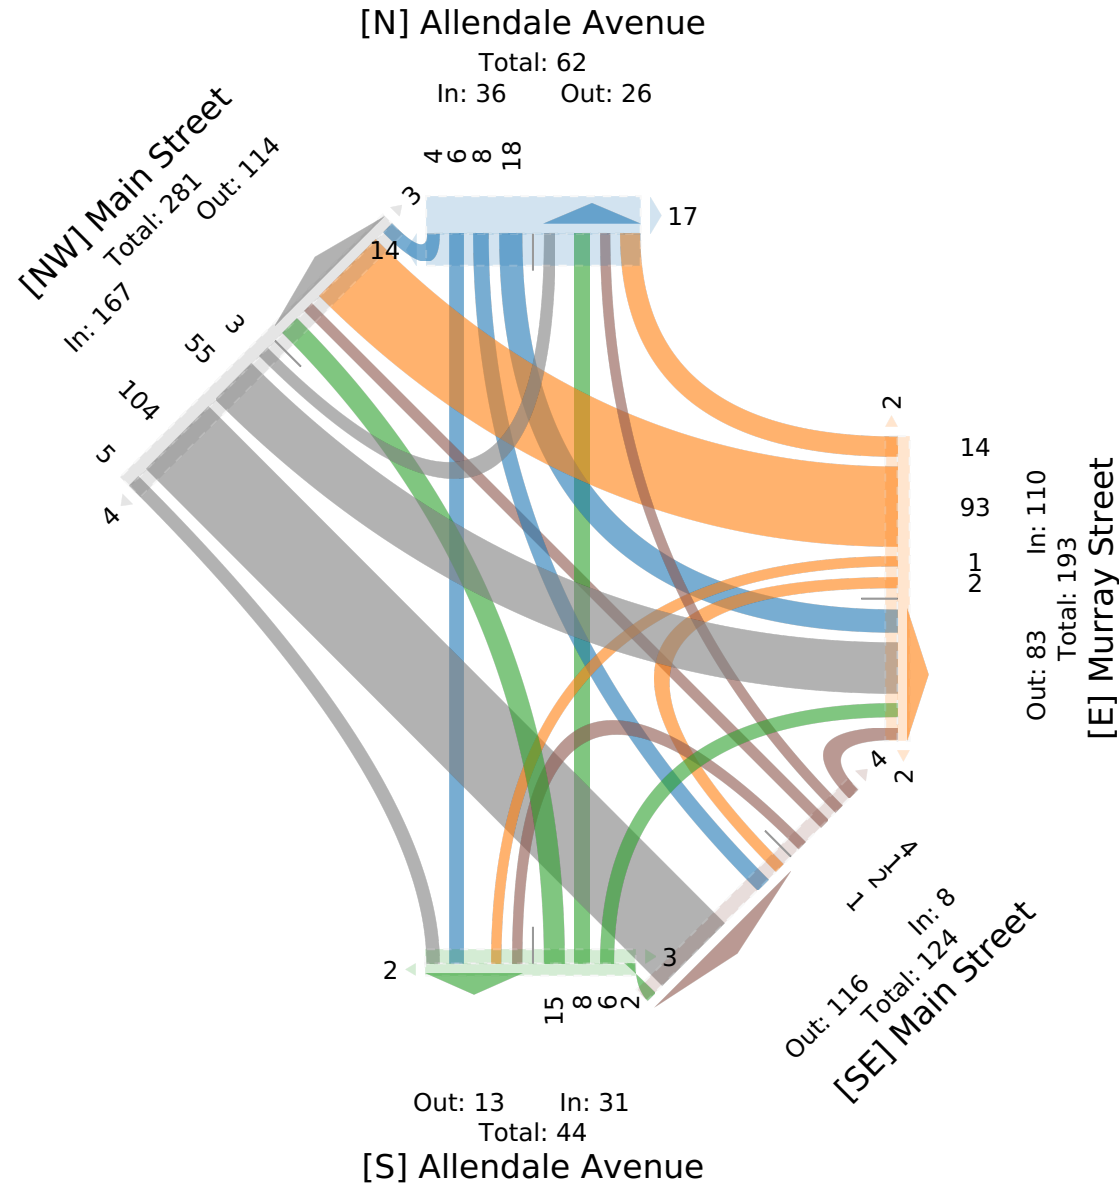 [N] Allendale Avenue
Total: 62
In: 36 Out: 26
4 6 8 18
3
14
17
[NW] Main Street
Total: 281
Out: 114
In: 167
3
55
104
5
4
2
14
93
1
2
In: 110
Total: 193
Out: 83
[E] Murray Street
2
4
4
1
2
1
In: 8
Total: 124
Out: 116
[SE] Main Street
2
3
15 8 6 2
Out: 13 In: 31
Total: 44
[S] Allendale Avenue